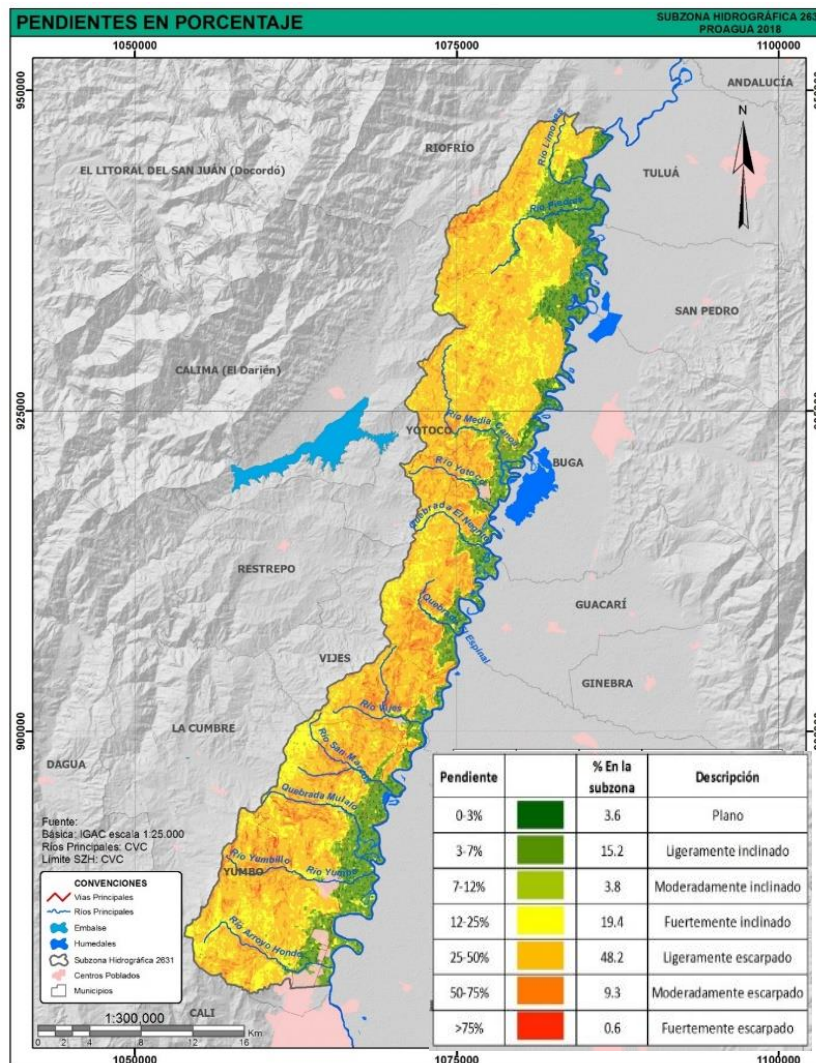 PENDIENTES EN PORCENTAJE
SUBZONA HIDROGRÁFICA 263
PROAGUA 2018
1050000
1075000
1100000
950000
ANDALUCÍA
RIOFRÍO
Río Limones
EL LITORAL DEL SAN JUÁN (Docordó)
N
TULUÁ
Río Piedras
SAN PEDRO
CALIMA (El Darién)
925000
YOTOCO
Río Media Canoa
Río Yotoco
BUGA
Quebrada El Negrito
RESTREPO
GUACARÍ
Quebrada El Espinal
VIJES
GINEBRA
Río Vijes
LA CUMBRE
900000
Río San Marcos
DAGUA
Quebrada Mulaló
Fuente:
Básica: IGAC escala 1:25.000
Ríos Principales: CVC
Límite SZH: CVC
Río Yumbillo
Río Yumbo
YUMBO
Río Arroyo Hondo
CALI
CONVENCIONES
Vías Principales
Ríos Principales
Embalse
Humedales
Subzona Hidrográfica 2631
Centros Poblados
Municipios
1:300.000
0 2 4 8 12 16
Km
Pendiente % En la subzona Descripción
0-3% 3.6 Plano
3-7% 15.2 Ligeramente inclinado
7-12% 3.8 Moderadamente inclinado
12-25% 19.4 Fuertemente inclinado
25-50% 48.2 Ligeramente escarpado
50-75% 9.3 Moderadamente escarpado
>75% 0.6 Fuertemente escarpado
1050000
1075000
1100000